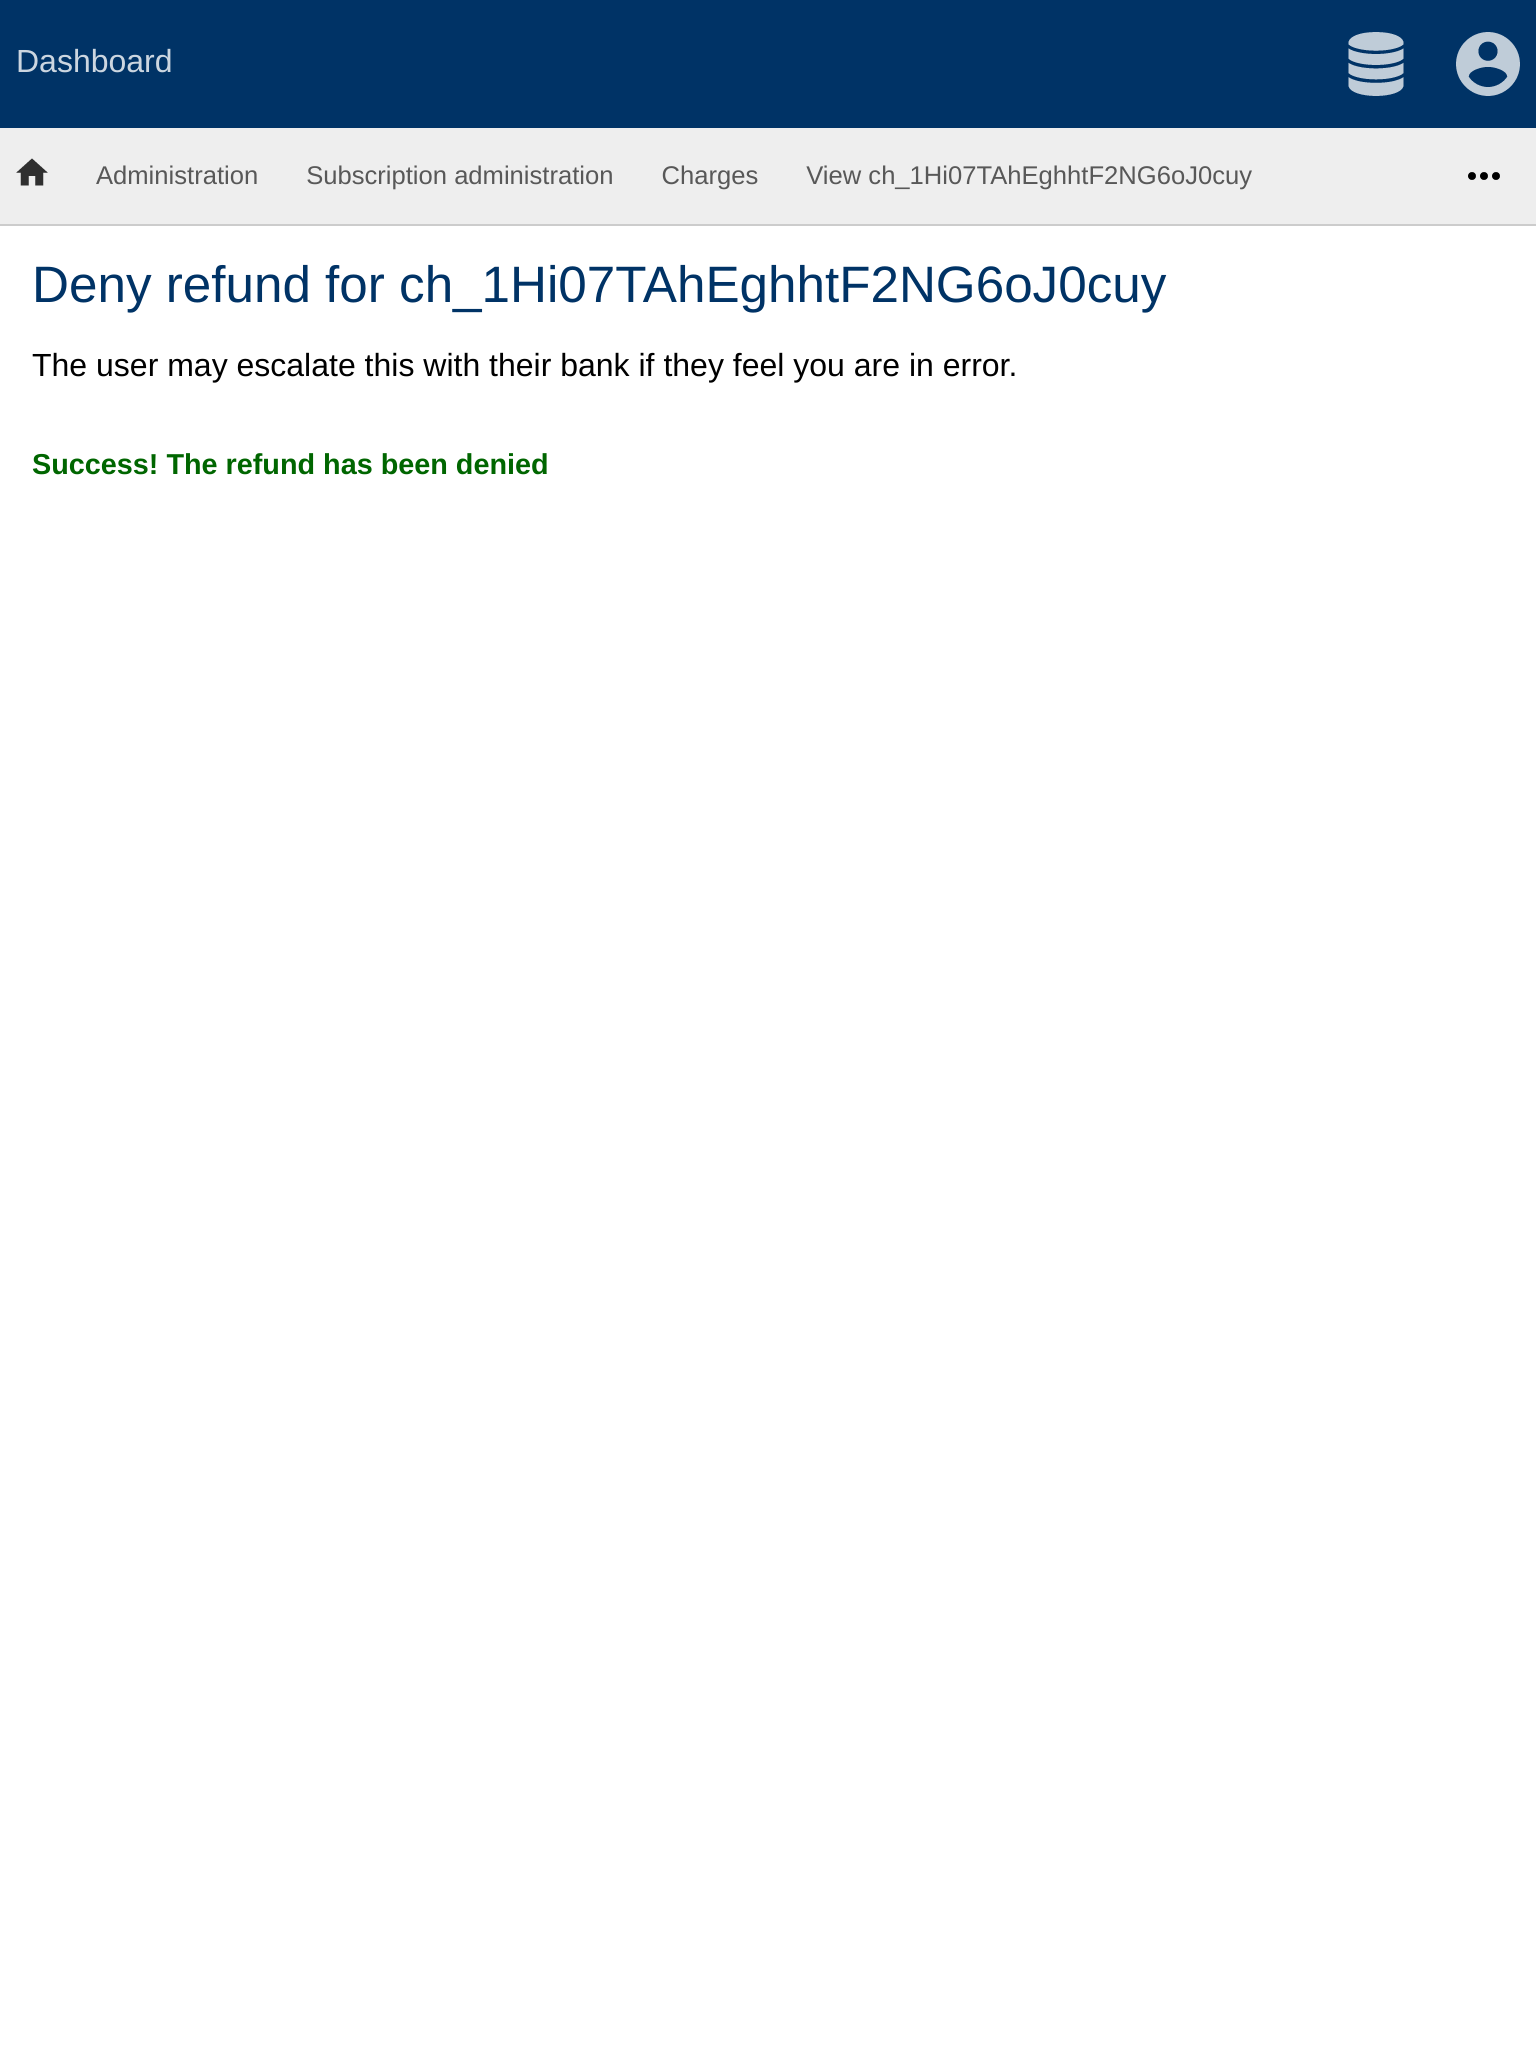 Dashboard
Administration Subscription administration Charges View ch_1Hi07TAhEghhtF2NG6oJ0cuy
Deny refund for ch_1Hi07TAhEghhtF2NG6oJ0cuy
The user may escalate this with their bank if they feel you are in error.
Success! The refund has been denied